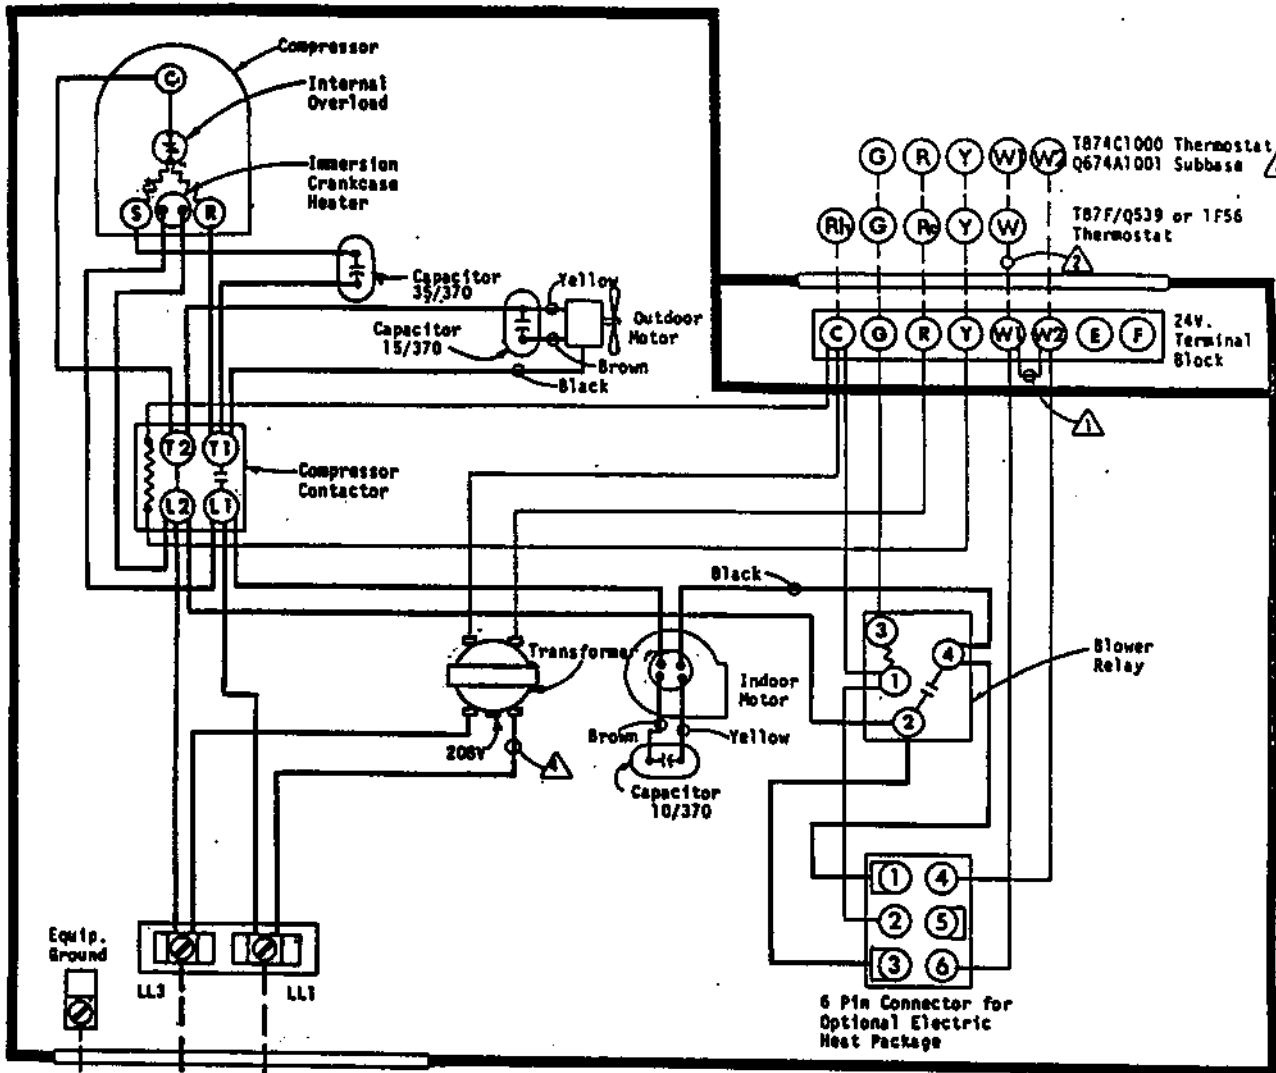 Compressor
C
Internal
Overload
Immersion
Crankcase
Heater
S
R
Capacitor
35/370
Yellow
Capacitor
15/370
Outdoor
Motor
Brown
Black
G R Y W1 W2
T874C1000 Thermostat
Q674A1001 Subbase
Rh G Rc Y W
T87F/Q539 or 1F56
Thermostat
2
C G R Y W1 W2 E F
24V.
Terminal
Block
1
T2 T1
L2 L1
Compressor
Contactor
Black
3
4
1
2
Blower
Relay
Transforme
208V
4
Indoor
Motor
Brown
Yellow
Capacitor
10/370
1 4
2 5
3 6
6 Pin Connector for
Optional Electric
Heat Package
Equip.
Ground
LL3
LL1